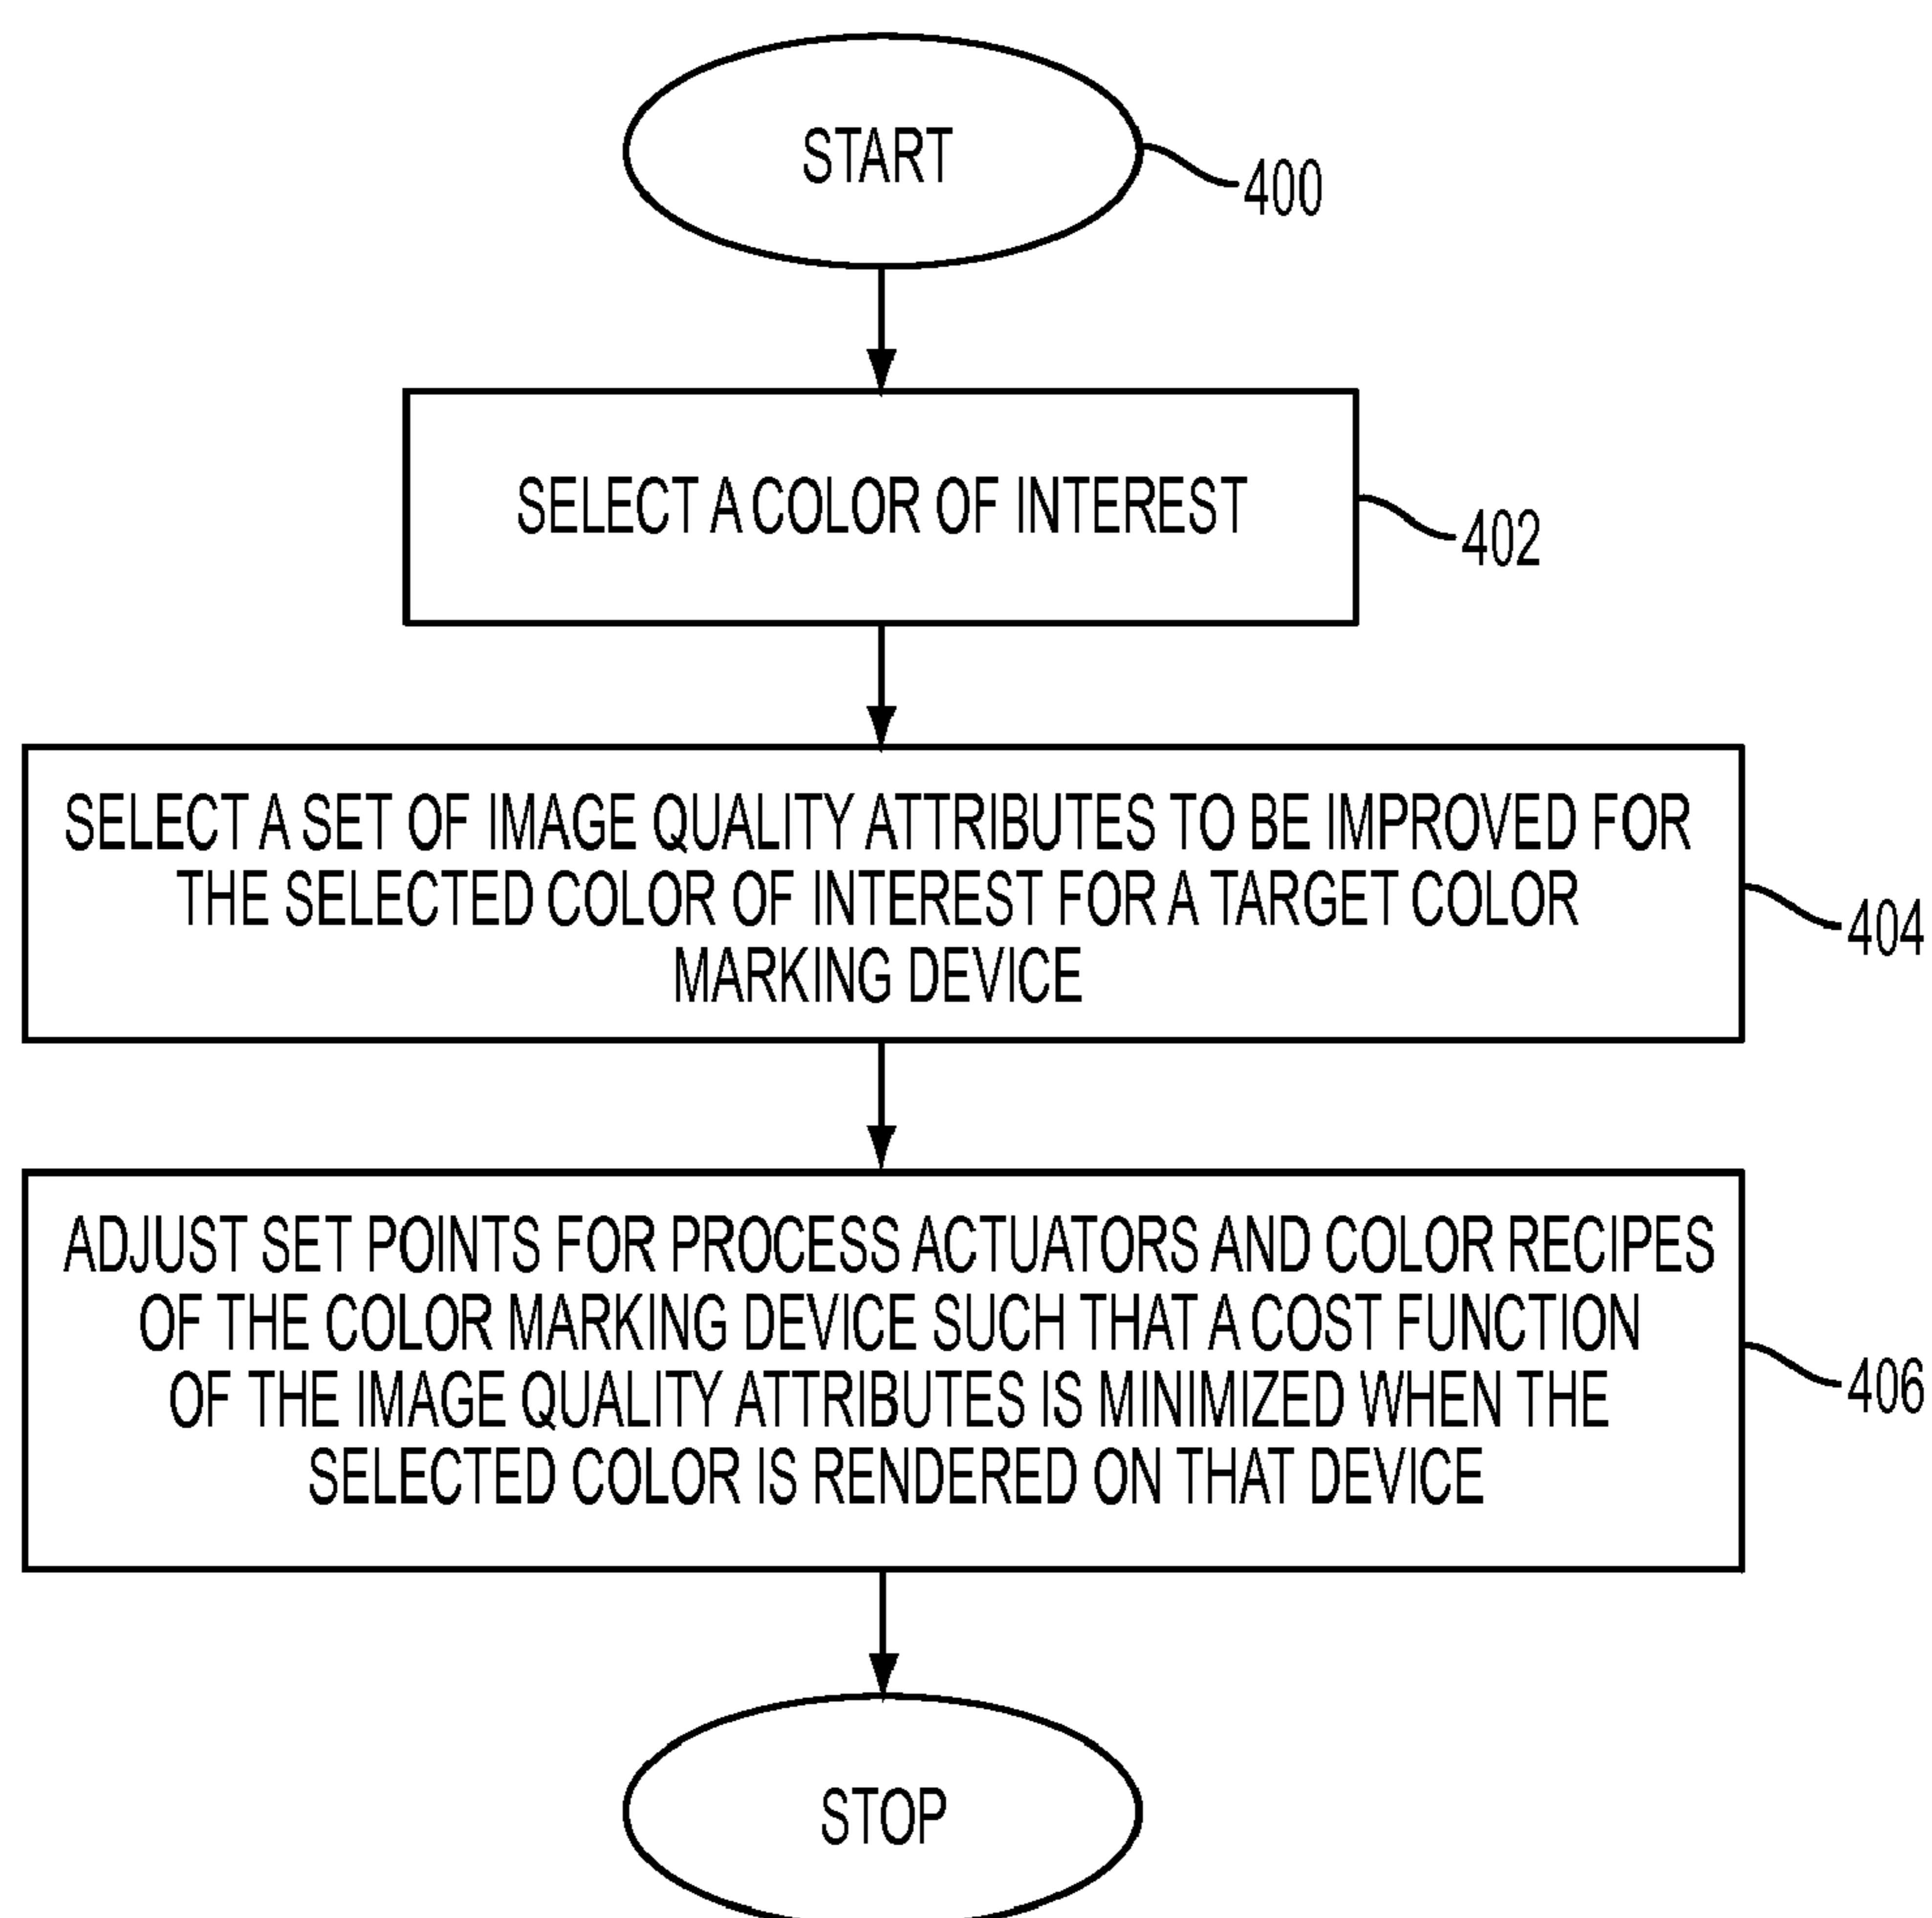 START
400
SELECT A COLOR OF INTEREST
402
SELECT A SET OF IMAGE QUALITY ATTRIBUTES TO BE IMPROVED FOR
THE SELECTED COLOR OF INTEREST FOR A TARGET COLOR
MARKING DEVICE
404
ADJUST SET POINTS FOR PROCESS ACTUATORS AND COLOR RECIPES
OF THE COLOR MARKING DEVICE SUCH THAT A COST FUNCTION
OF THE IMAGE QUALITY ATTRIBUTES IS MINIMIZED WHEN THE
SELECTED COLOR IS RENDERED ON THAT DEVICE
406
STOP